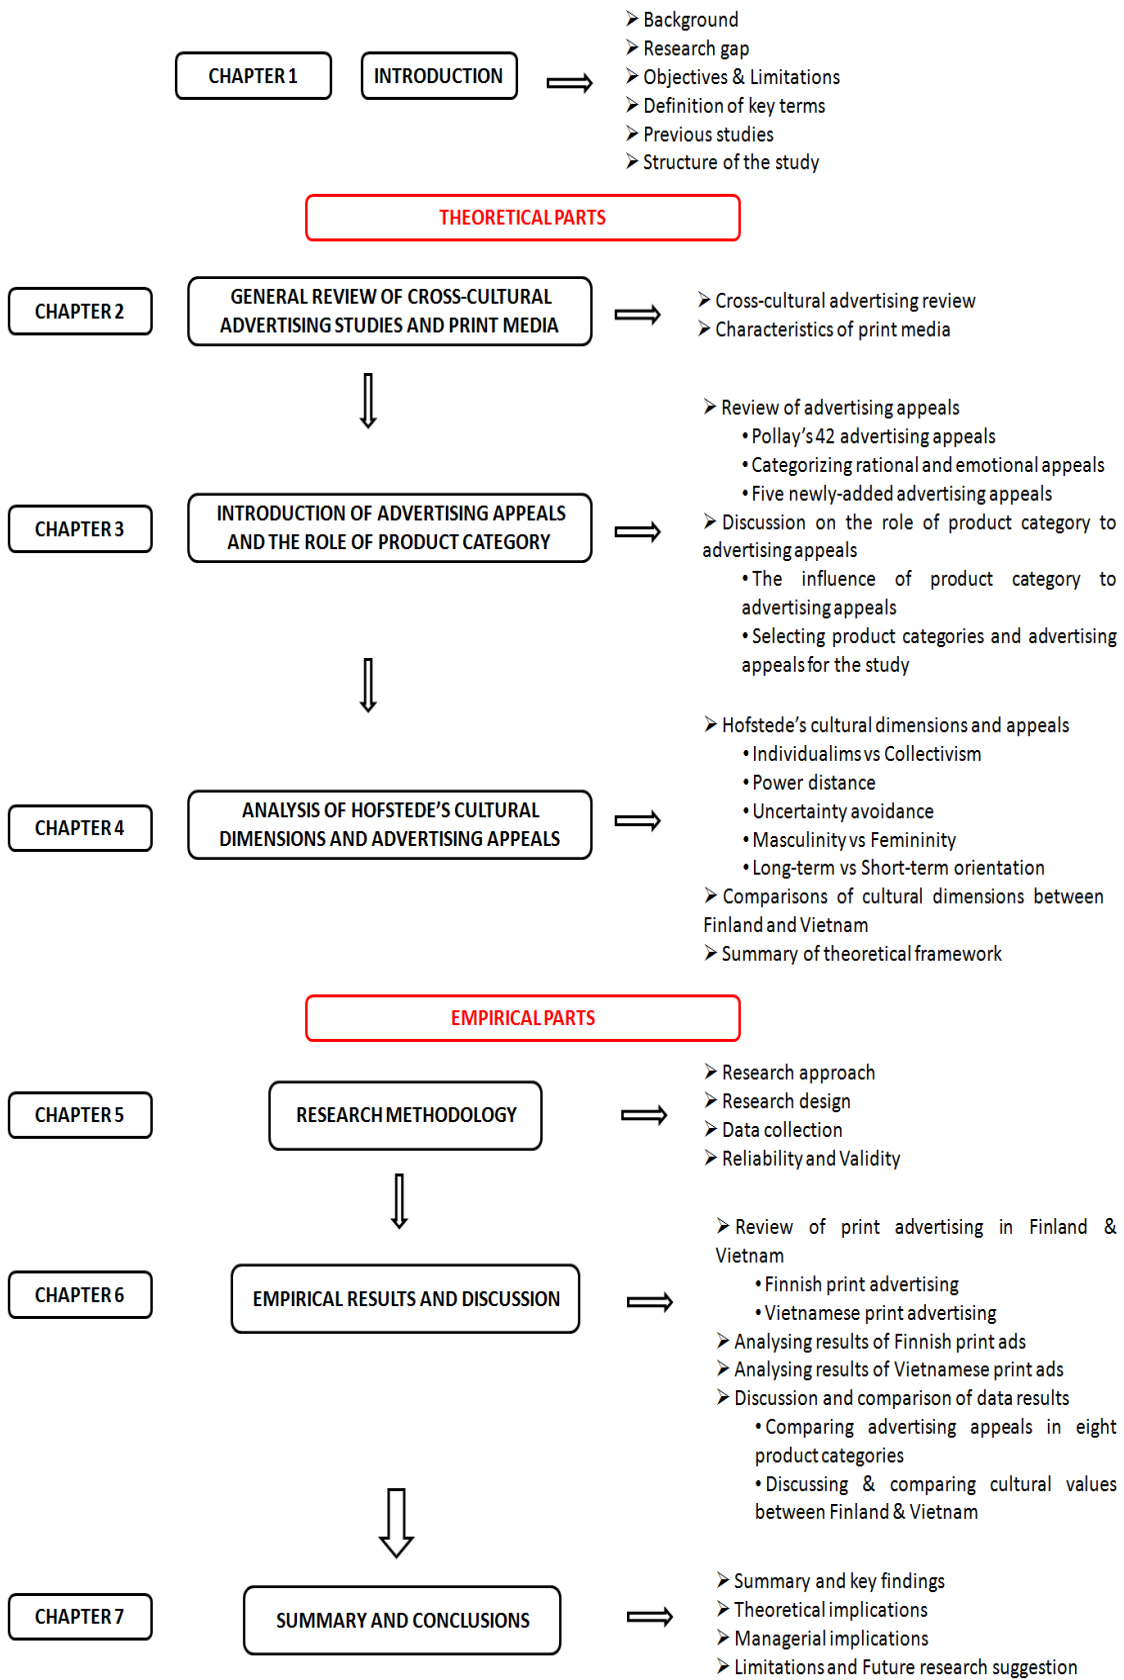 CHAPTER 1
INTRODUCTION
➢ Background
➢ Research gap
➢ Objectives & Limitations
➢ Definition of key terms
➢ Previous studies
➢ Structure of the study
THEORETICAL PARTS
CHAPTER 2
GENERAL REVIEW OF CROSS-CULTURAL
ADVERTISING STUDIES AND PRINT MEDIA
➢ Cross-cultural advertising review
➢ Characteristics of print media
CHAPTER 3
INTRODUCTION OF ADVERTISING APPEALS
AND THE ROLE OF PRODUCT CATEGORY
➢ Review of advertising appeals
• Pollay's 42 advertising appeals
• Categorizing rational and emotional appeals
• Five newly-added advertising appeals
➢ Discussion on the role of product category to
advertising appeals
• The influence of product category to
advertising appeals
• Selecting product categories and advertising
appeals for the study
CHAPTER 4
ANALYSIS OF HOFSTEDE'S CULTURAL
DIMENSIONS AND ADVERTISING APPEALS
➢ Hofstede's cultural dimensions and appeals
• Individualims vs Collectivism
• Power distance
• Uncertainty avoidance
• Masculinity vs Femininity
• Long-term vs Short-term orientation
➢ Comparisons of cultural dimensions between
Finland and Vietnam
➢ Summary of theoretical framework
EMPIRICAL PARTS
CHAPTER 5
RESEARCH METHODOLOGY
➢ Research approach
➢ Research design
➢ Data collection
➢ Reliability and Validity
CHAPTER 6
EMPIRICAL RESULTS AND DISCUSSION
➢ Review of print advertising in Finland &
Vietnam
• Finnish print advertising
• Vietnamese print advertising
➢ Analysing results of Finnish print ads
➢ Analysing results of Vietnamese print ads
➢ Discussion and comparison of data results
• Comparing advertising appeals in eight
product categories
• Discussing & comparing cultural values
between Finland & Vietnam
CHAPTER 7
SUMMARY AND CONCLUSIONS
➢ Summary and key findings
➢ Theoretical implications
➢ Managerial implications
➢ Limitations and Future research suggestion